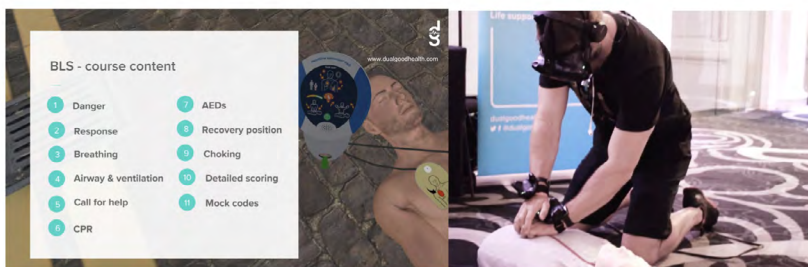 www.dualgoodhealth.com
BLS - course content
1 Danger
2 Response
3 Breathing
4 Airway & ventilation
5 Call for help
6 CPR
7 AEDs
8 Recovery position
9 Choking
10 Detailed scoring
11 Mock codes
Life support
dualgoodhealth